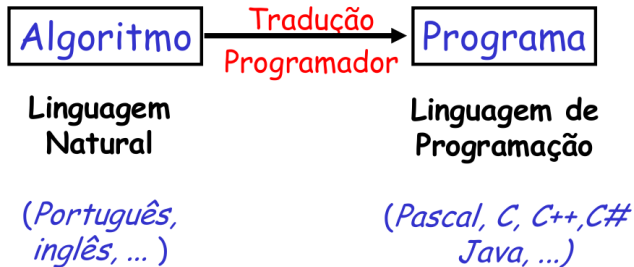 Algoritmo
Tradução
Programador
Programa
Linguagem
Natural
Linguagem de
Programação
(Português,
inglês, ... )
(Pascal, C, C++,C#
Java, ...)